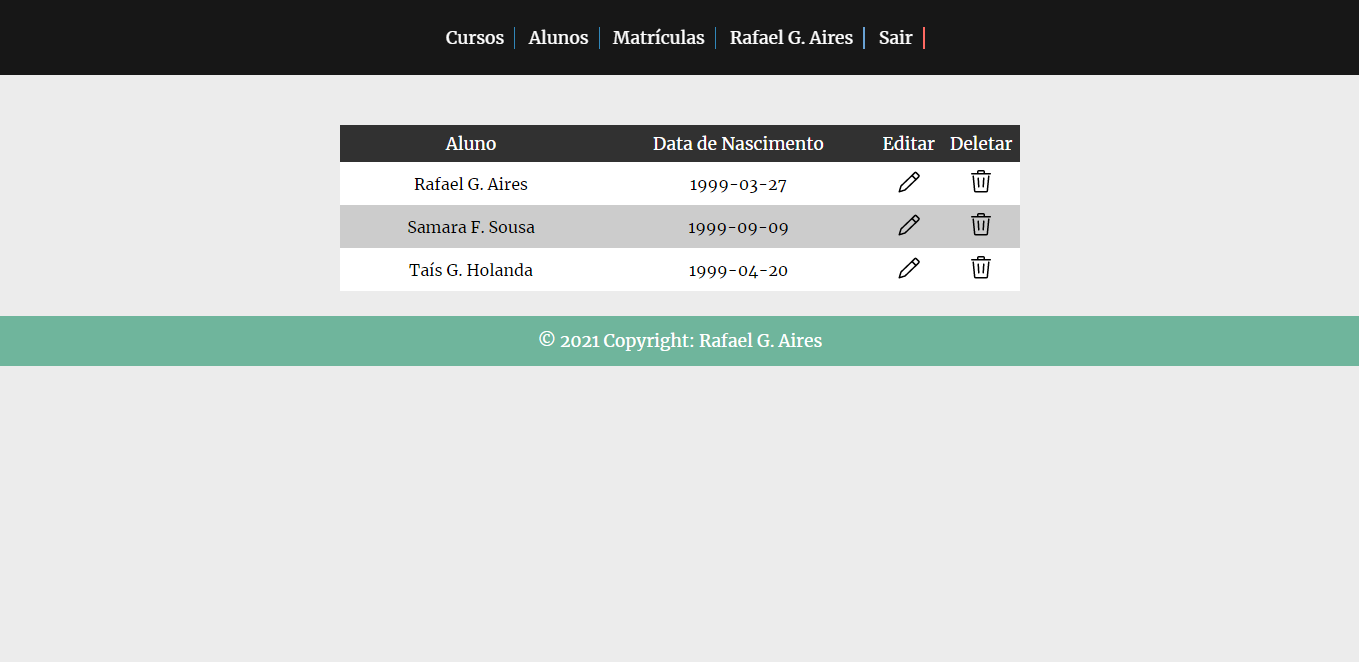 Cursos Alunos Matrículas Rafael G. Aires Sair
Aluno Data de Nascimento Editar Deletar
Rafael G. Aires 1999-03-27
Samara F. Sousa 1999-09-09
Taís G. Holanda 1999-04-20
© 2021 Copyright: Rafael G. Aires